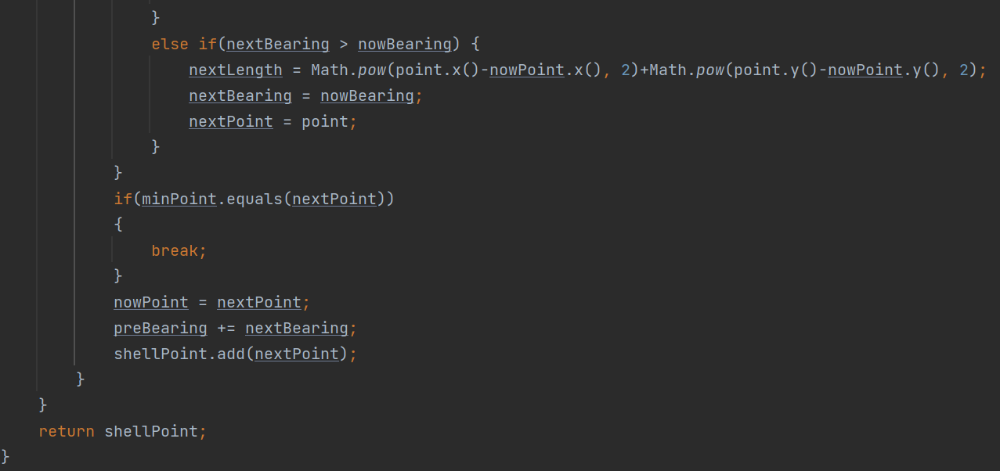 }
else if(nextBearing > nowBearing) {
nextLength = Math.pow(point.x()-nowPoint.x(), 2)+Math.pow(point.y()-nowPoint.y(), 2);
nextBearing = nowBearing;
nextPoint = point;
}
}
if(minPoint.equals(nextPoint))
{
break;
}
nowPoint = nextPoint;
preBearing += nextBearing;
shellPoint.add(nextPoint);
}
}
return shellPoint;
}